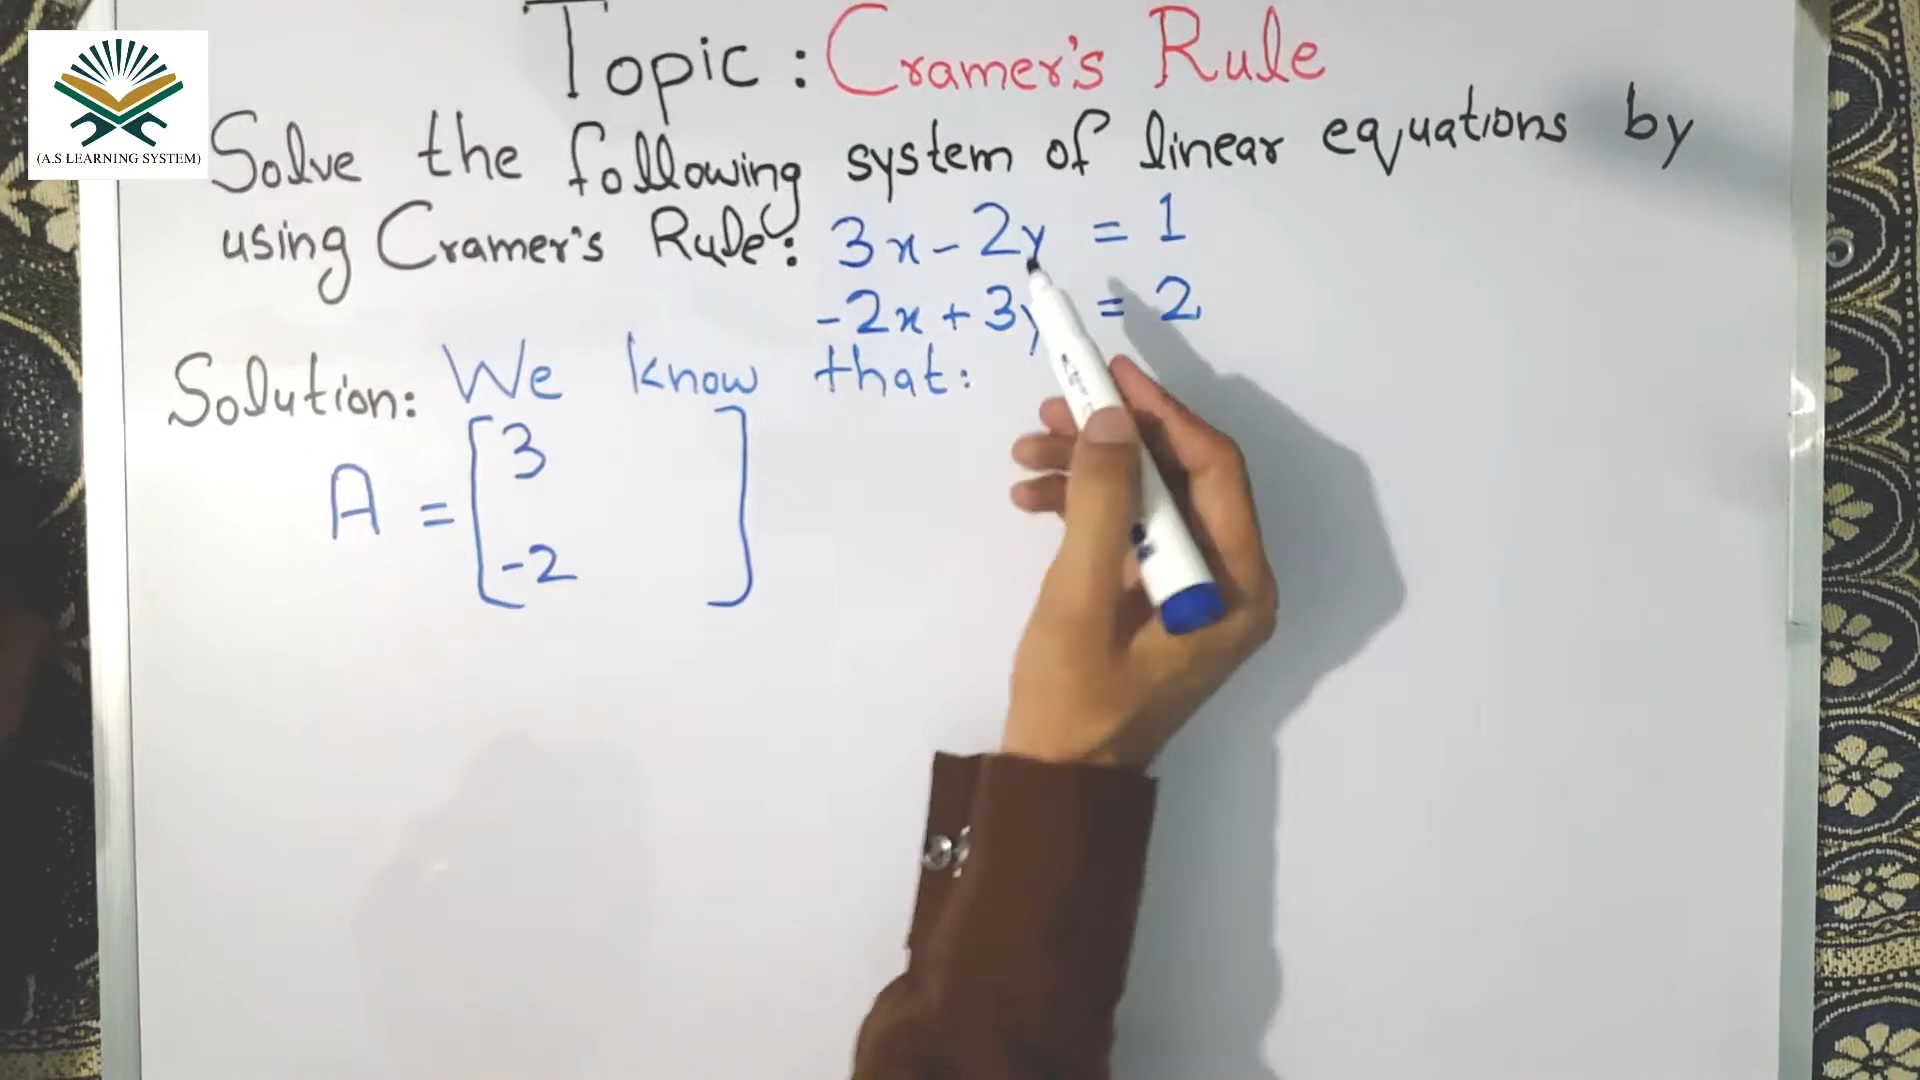 Topic : Cramer's Rule
(A.S LEARNING SYSTEM)
Solve the following system of linear equations by
using Cramer's Rule: 3x - 2y = 1
-2x + 3y = 2
Solution: We know that:
A = [3
-2]